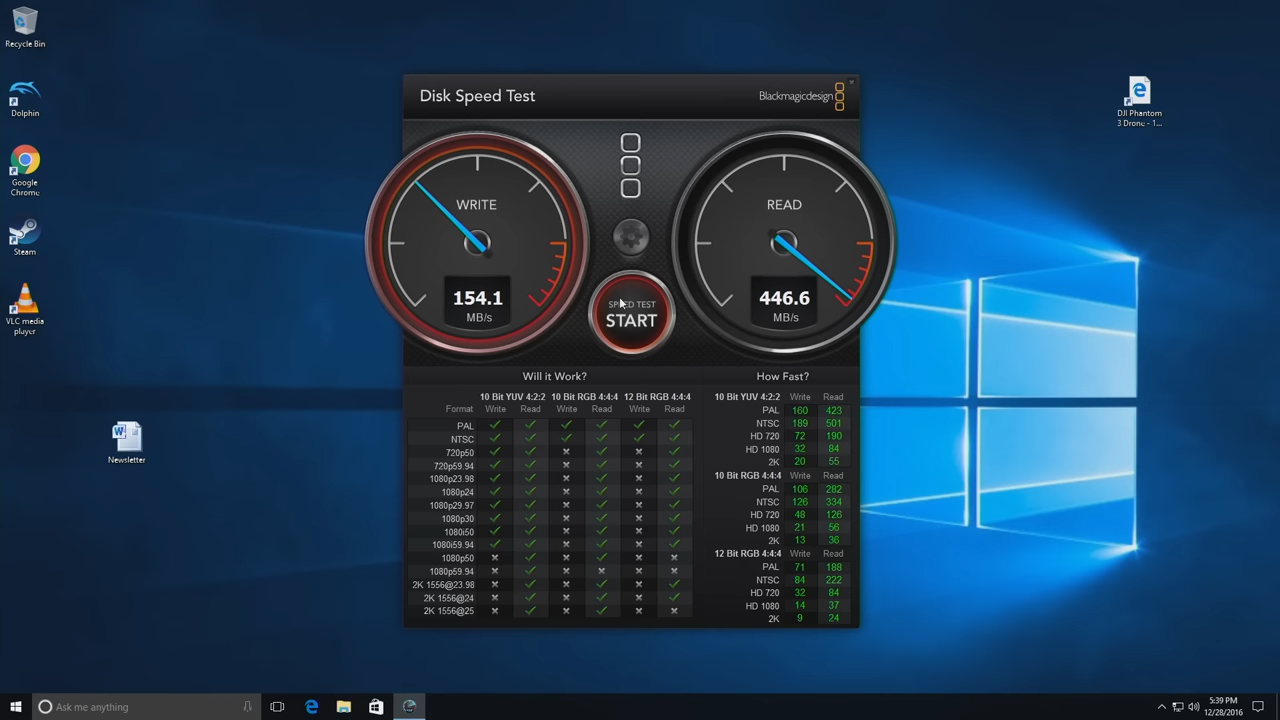 Recycle Bin
Dolphin
Google
Chrome
Steam
VLC media
player
Newsletter
DJI Phantom
3 Drone - 1...
Disk Speed Test
Blackmagicdesign
WRITE
154.1
MB/s
READ
446.6
MB/s
SPEED TEST
START
Will it Work?
10 Bit YUV 4:2:2 10 Bit RGB 4:4:4 12 Bit RGB 4:4:4
Format Write Read Write Read Write Read
PAL
NTSC
720p50
720p59.94
1080p23.98
1080p24
1080p29.97
1080p30
1080i50
1080i59.94
1080p50
1080p59.94
2K 1556@23.98
2K 1556@24
2K 1556@25
How Fast?
10 Bit YUV 4:2:2 Write Read
PAL 160 423
NTSC 189 501
HD 720 72 190
HD 1080 32 84
2K 20 55
10 Bit RGB 4:4:4 Write Read
PAL 106 282
NTSC 126 334
HD 720 48 126
HD 1080 21 56
2K 13 36
12 Bit RGB 4:4:4 Write Read
PAL 71 188
NTSC 84 222
HD 720 32 84
HD 1080 14 37
2K 9 24
Ask me anything
5:39 PM
12/28/2016